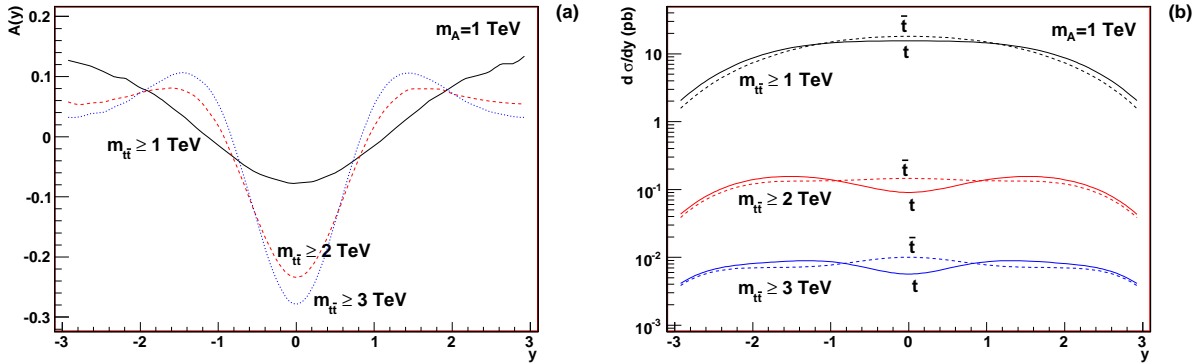 A(y)
(a)
0.2
0.1
0
-0.1
-0.2
-0.3
m_A=1 TeV
m_tt̄ ≥ 1 TeV
m_tt̄ ≥ 2 TeV
m_tt̄ ≥ 3 TeV
-3 -2 -1 0 1 2 3
y
d σ/dy (pb)
(b)
10
1
10⁻¹
10⁻²
10⁻³
m_A=1 TeV
t̄
t
m_tt̄ ≥ 1 TeV
t̄
t
m_tt̄ ≥ 2 TeV
t̄
t
m_tt̄ ≥ 3 TeV
-3 -2 -1 0 1 2 3
y